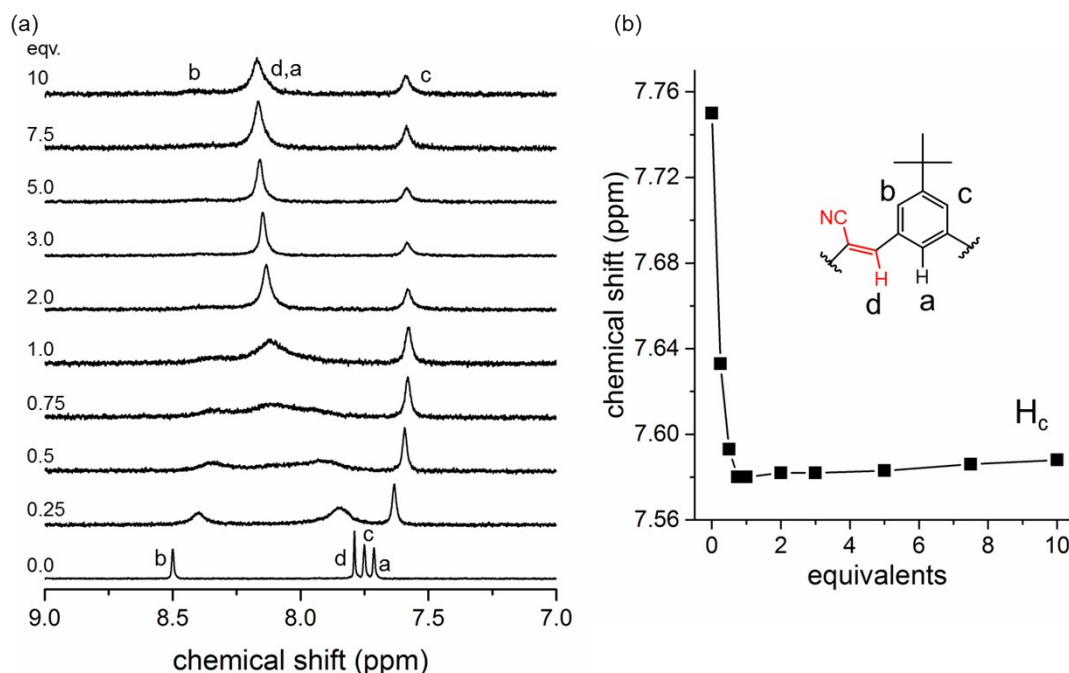 (a)
eqv.
10
b
d,a
c
7.5
5.0
3.0
2.0
1.0
0.75
0.5
0.25
0.0
b
d
c
a
9.0 8.5 8.0 7.5 7.0
chemical shift (ppm)
(b)
7.76
7.72
7.68
7.64
7.60
7.56
chemical shift (ppm)
b
c
NC
H
H
d
a
Hc
0 2 4 6 8 10
equivalents